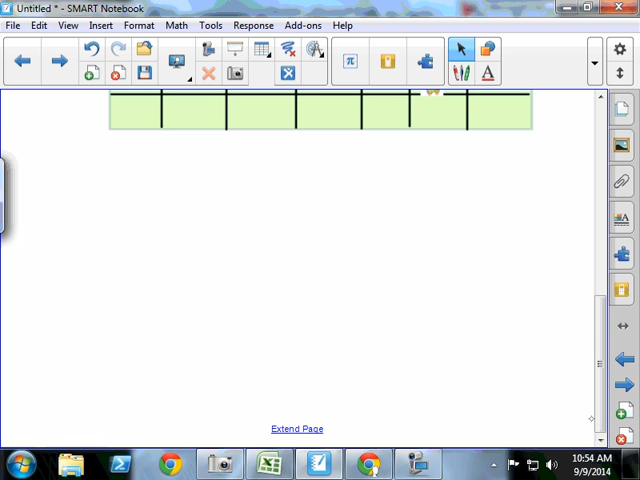 Untitled * - SMART Notebook
File Edit View Insert Format Math Tools Response Add-ons Help
π
A
A
Extend Page
10:54 AM
9/9/2014